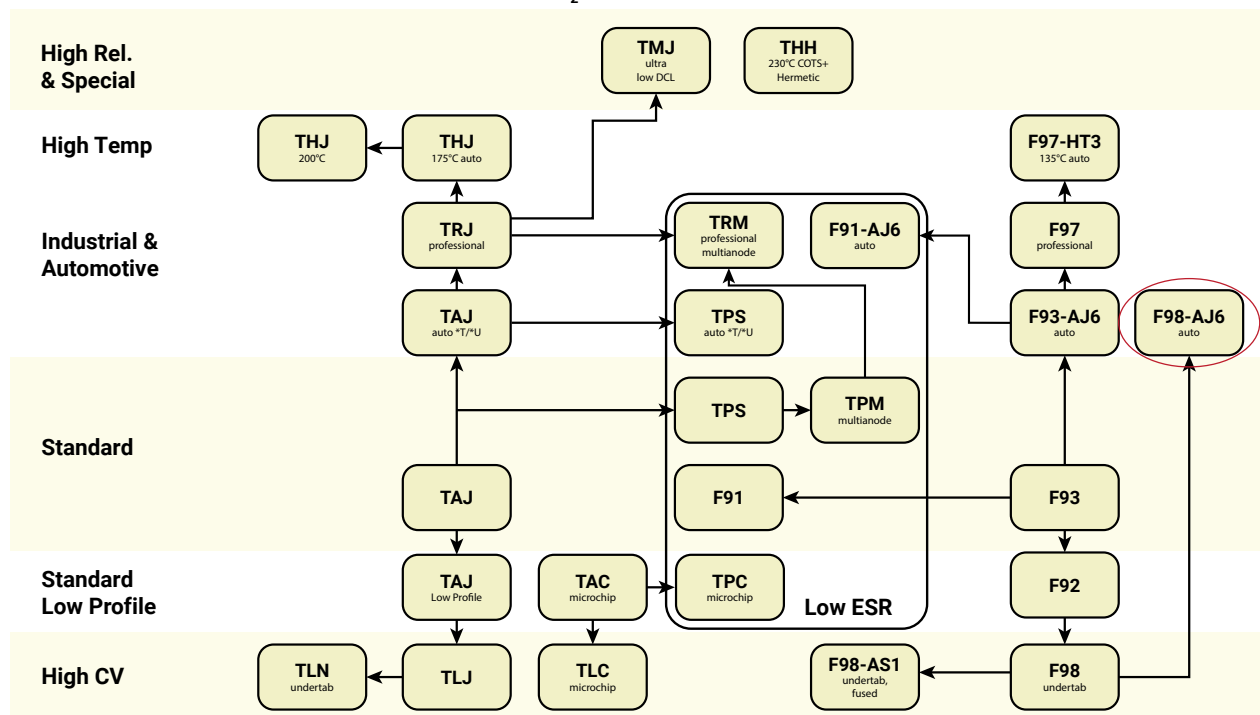 2
High Rel.
& Special
TMJ
ultra
low DCL
THH
230°C COTS+
Hermetic
High Temp
THJ
200°C
THJ
175°C auto
F97-HT3
135°C auto
Industrial &
Automotive
TRJ
professional
TRM
professional
multianode
F91-AJ6
auto
F97
professional
TAJ
auto *T/*U
TPS
auto *T/*U
F93-AJ6
auto
F98-AJ6
auto
Standard
TPS
TPM
multianode
TAJ
F91
F93
Standard
Low Profile
TAJ
Low Profile
TAC
microchip
TPC
microchip
Low ESR
F92
High CV
TLN
undertab
TLJ
TLC
microchip
F98-AS1
undertab,
fused
F98
undertab